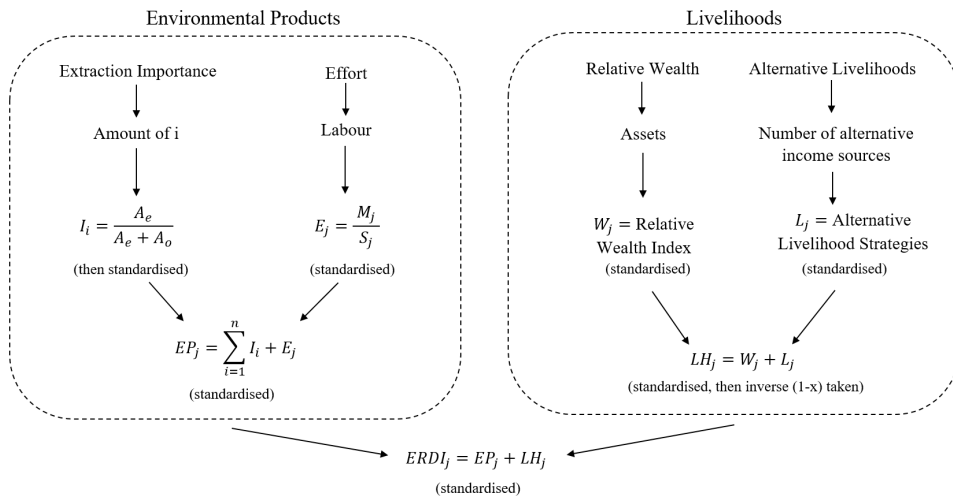 Environmental Products
Extraction Importance
Amount of i
I_i = A_e / (A_e + A_o)
(then standardised)
Effort
Labour
E_j = M_j / S_j
(standardised)
EP_j = ∑_{i=1}^{n} I_i + E_j
(standardised)
Livelihoods
Relative Wealth
Assets
W_j = Relative
Wealth Index
(standardised)
Alternative Livelihoods
Number of alternative
income sources
L_j = Alternative
Livelihood Strategies
(standardised)
LH_j = W_j + L_j
(standardised, then inverse (1-x) taken)
ERDI_j = EP_j + LH_j
(standardised)